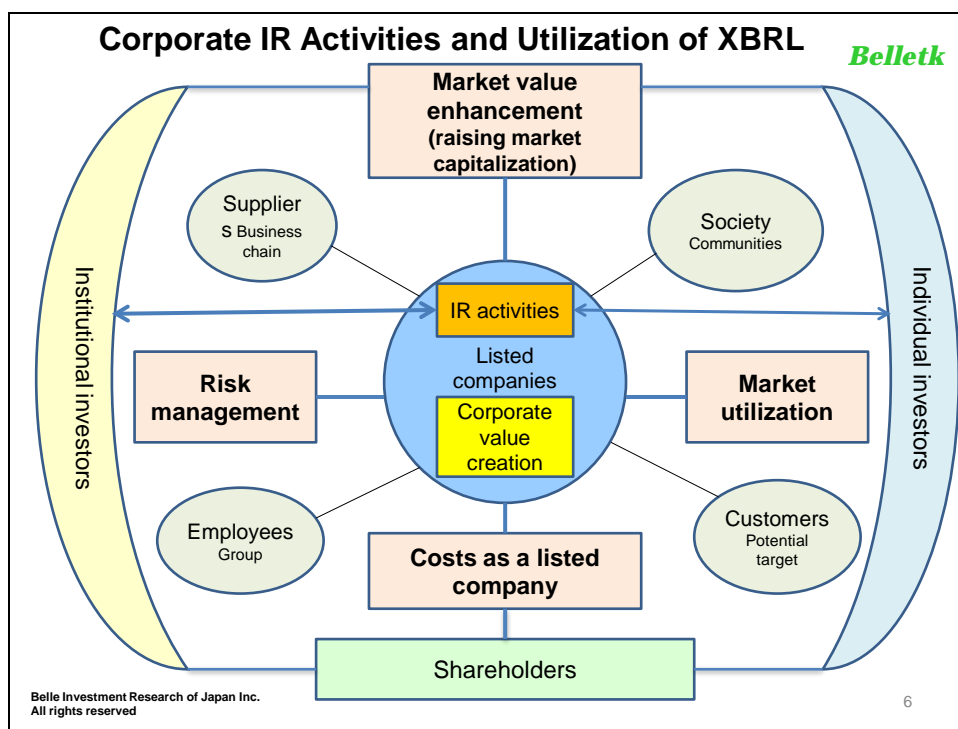 Corporate IR Activities and Utilization of XBRL
Belletk
Market value
enhancement
(raising market
capitalization)
Supplier
S Business
chain
Society
Communities
Institutional investors
IR activities
Individual investors
Listed
companies
Risk
management
Market
utilization
Corporate
value
creation
Employees
Group
Customers
Potential
target
Costs as a listed
company
Shareholders
Belle Investment Research of Japan Inc.
All rights reserved
6